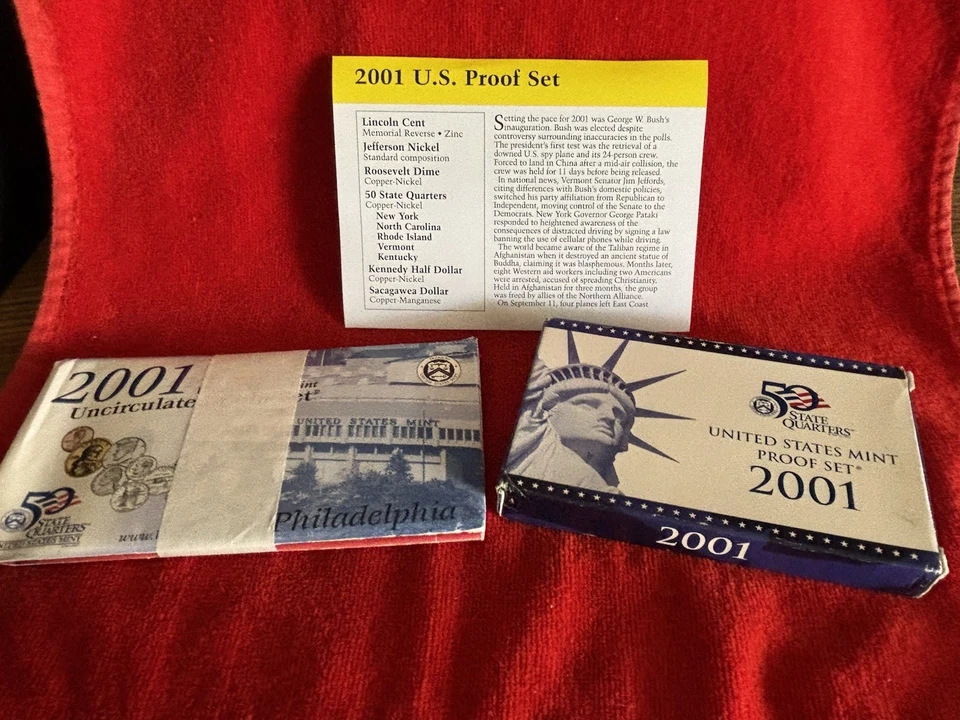 2001 U.S. Proof Set
Lincoln Cent
Memorial Reverse • Zinc
Jefferson Nickel
Standard composition
Roosevelt Dime
Copper-Nickel
50 State Quarters
Copper-Nickel
New York
North Carolina
Rhode Island
Vermont
Kentucky
Kennedy Half Dollar
Copper-Nickel
Sacagawea Dollar
Copper-Manganese
Setting the pace for 2001 was George W. Bush's
inauguration. Bush was elected despite
controversy surrounding inaccuracies in the polls.
The president's first test was the retrieval of a
downed U.S. spy plane and its 24-person crew.
Forced to land in China after a mid-air collision, the
crew was held for 11 days before being released.
In national news, Vermont Senator Jim Jeffords,
citing differences with Bush's domestic policies,
switched his party affiliation from Republican to
Independent, moving control of the Senate to the
Democrats. New York Governor George Pataki
responded to heightened awareness of the
consequences of distracted driving by signing a law
banning the use of cellular phones while driving.
The world became aware of the Taliban regime in
Afghanistan when it destroyed an ancient statue of
Buddha, claiming it was blasphemous. Months later,
eight Western aid workers including two Americans
were arrested, accused of spreading Christianity.
Held in Afghanistan for three months, the group
was freed by allies of the Northern Alliance.
On September 11, four planes left East Coast
2001
Uncirculate
UNITED STATES MINT
50
STATE
QUARTERS
UNITED STATES MINT
www.
Philadelphia
50
STATE
QUARTERS
UNITED STATES MINT
PROOF SET®
2001
2001